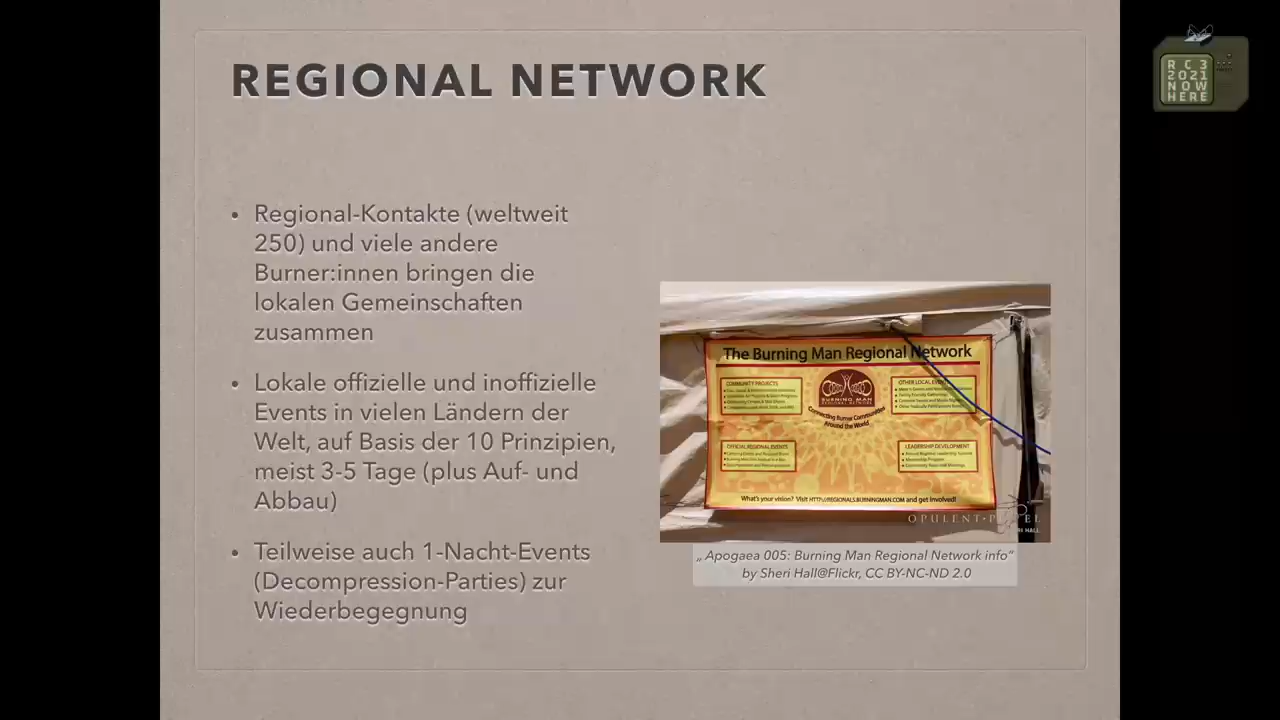 REGIONAL NETWORK
• Regional-Kontakte (weltweit
250) und viele andere
Burner:innen bringen die
lokalen Gemeinschaften
zusammen
• Lokale offizielle und inoffizielle
Events in vielen Ländern der
Welt, auf Basis der 10 Prinzipien,
meist 3-5 Tage (plus Auf- und
Abbau)
• Teilweise auch 1-Nacht-Events
(Decompression-Parties) zur
Wiederbegegnung
The Burning Man Regional Network
COMMUNITY PROJECTS
BURNING MAN
REGIONAL NETWORK
Connecting Burner Communities
Around the World
OTHER LOCAL EVENTS
OFFICIAL REGIONAL EVENTS
LEADERSHIP DEVELOPMENT
What's your vision? Visit HTTP://REGIONALS.BURNINGMAN.COM and get involved!
„ Apogaea 005: Burning Man Regional Network info“
by Sheri Hall@Flickr, CC BY-NC-ND 2.0
RC3
2021
NOW
HERE